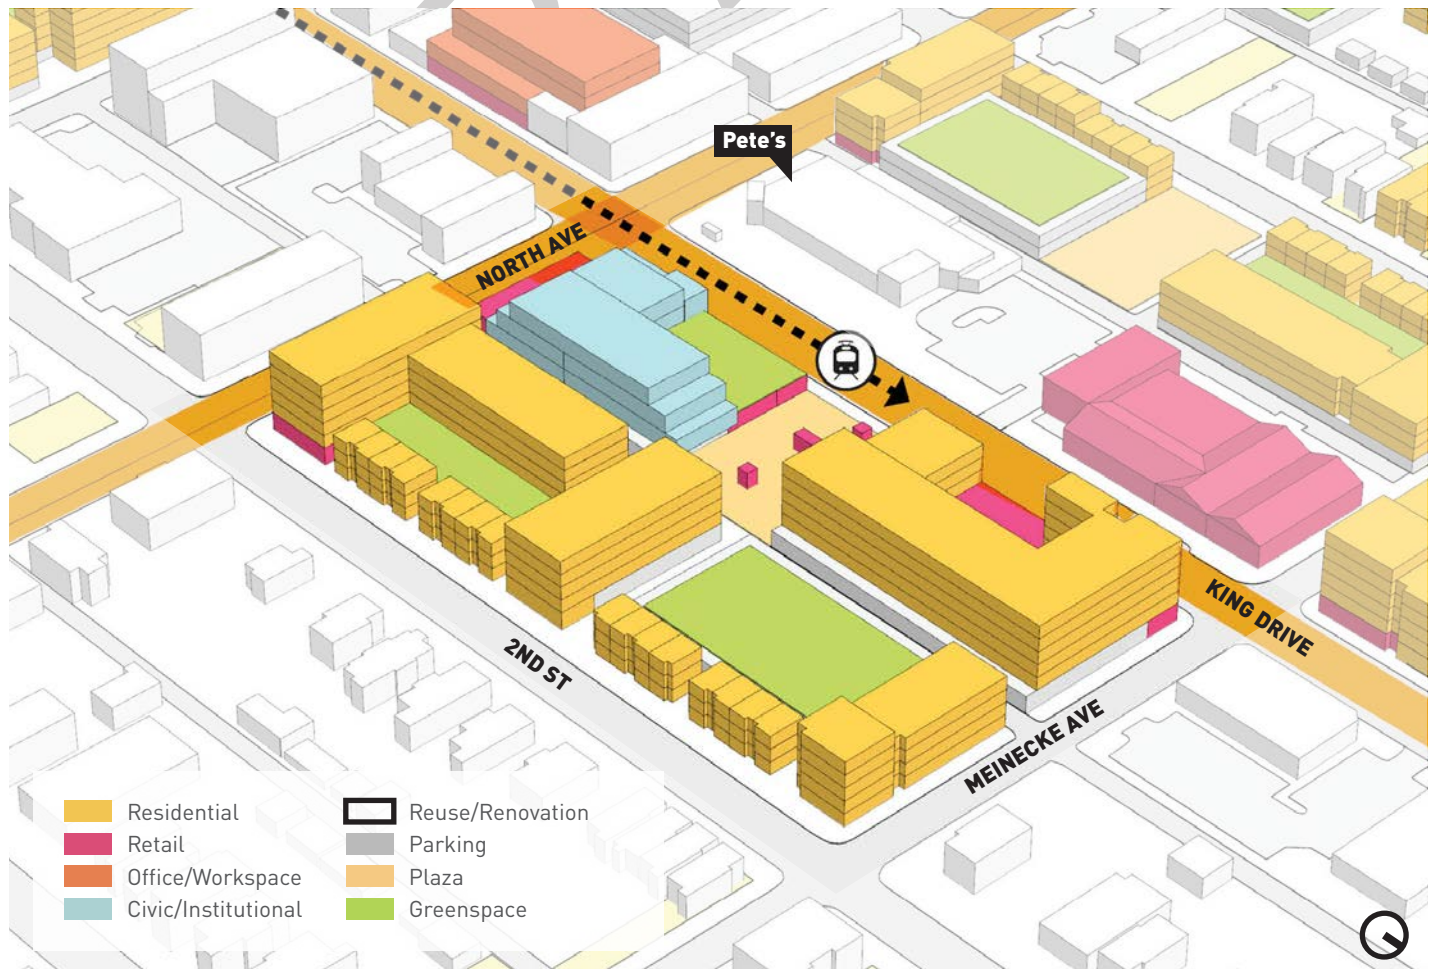 Pete's
NORTH AVE
KING DRIVE
2ND ST
MEINECKE AVE
Residential
Retail
Office/Workspace
Civic/Institutional
Reuse/Renovation
Parking
Plaza
Greenspace